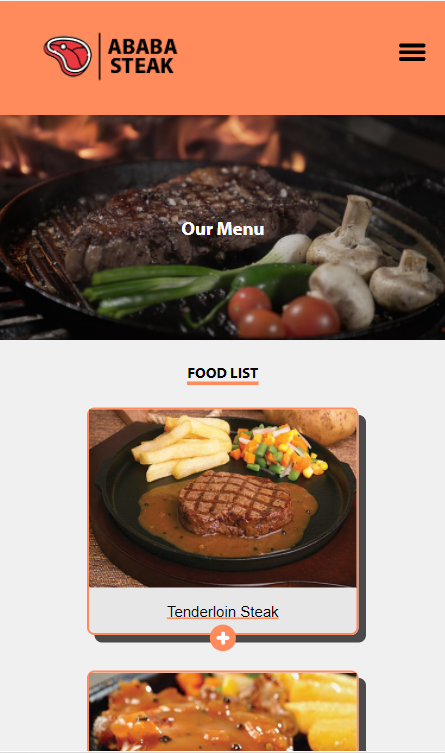 ABABA
STEAK
Our Menu
FOOD LIST
Tenderloin Steak